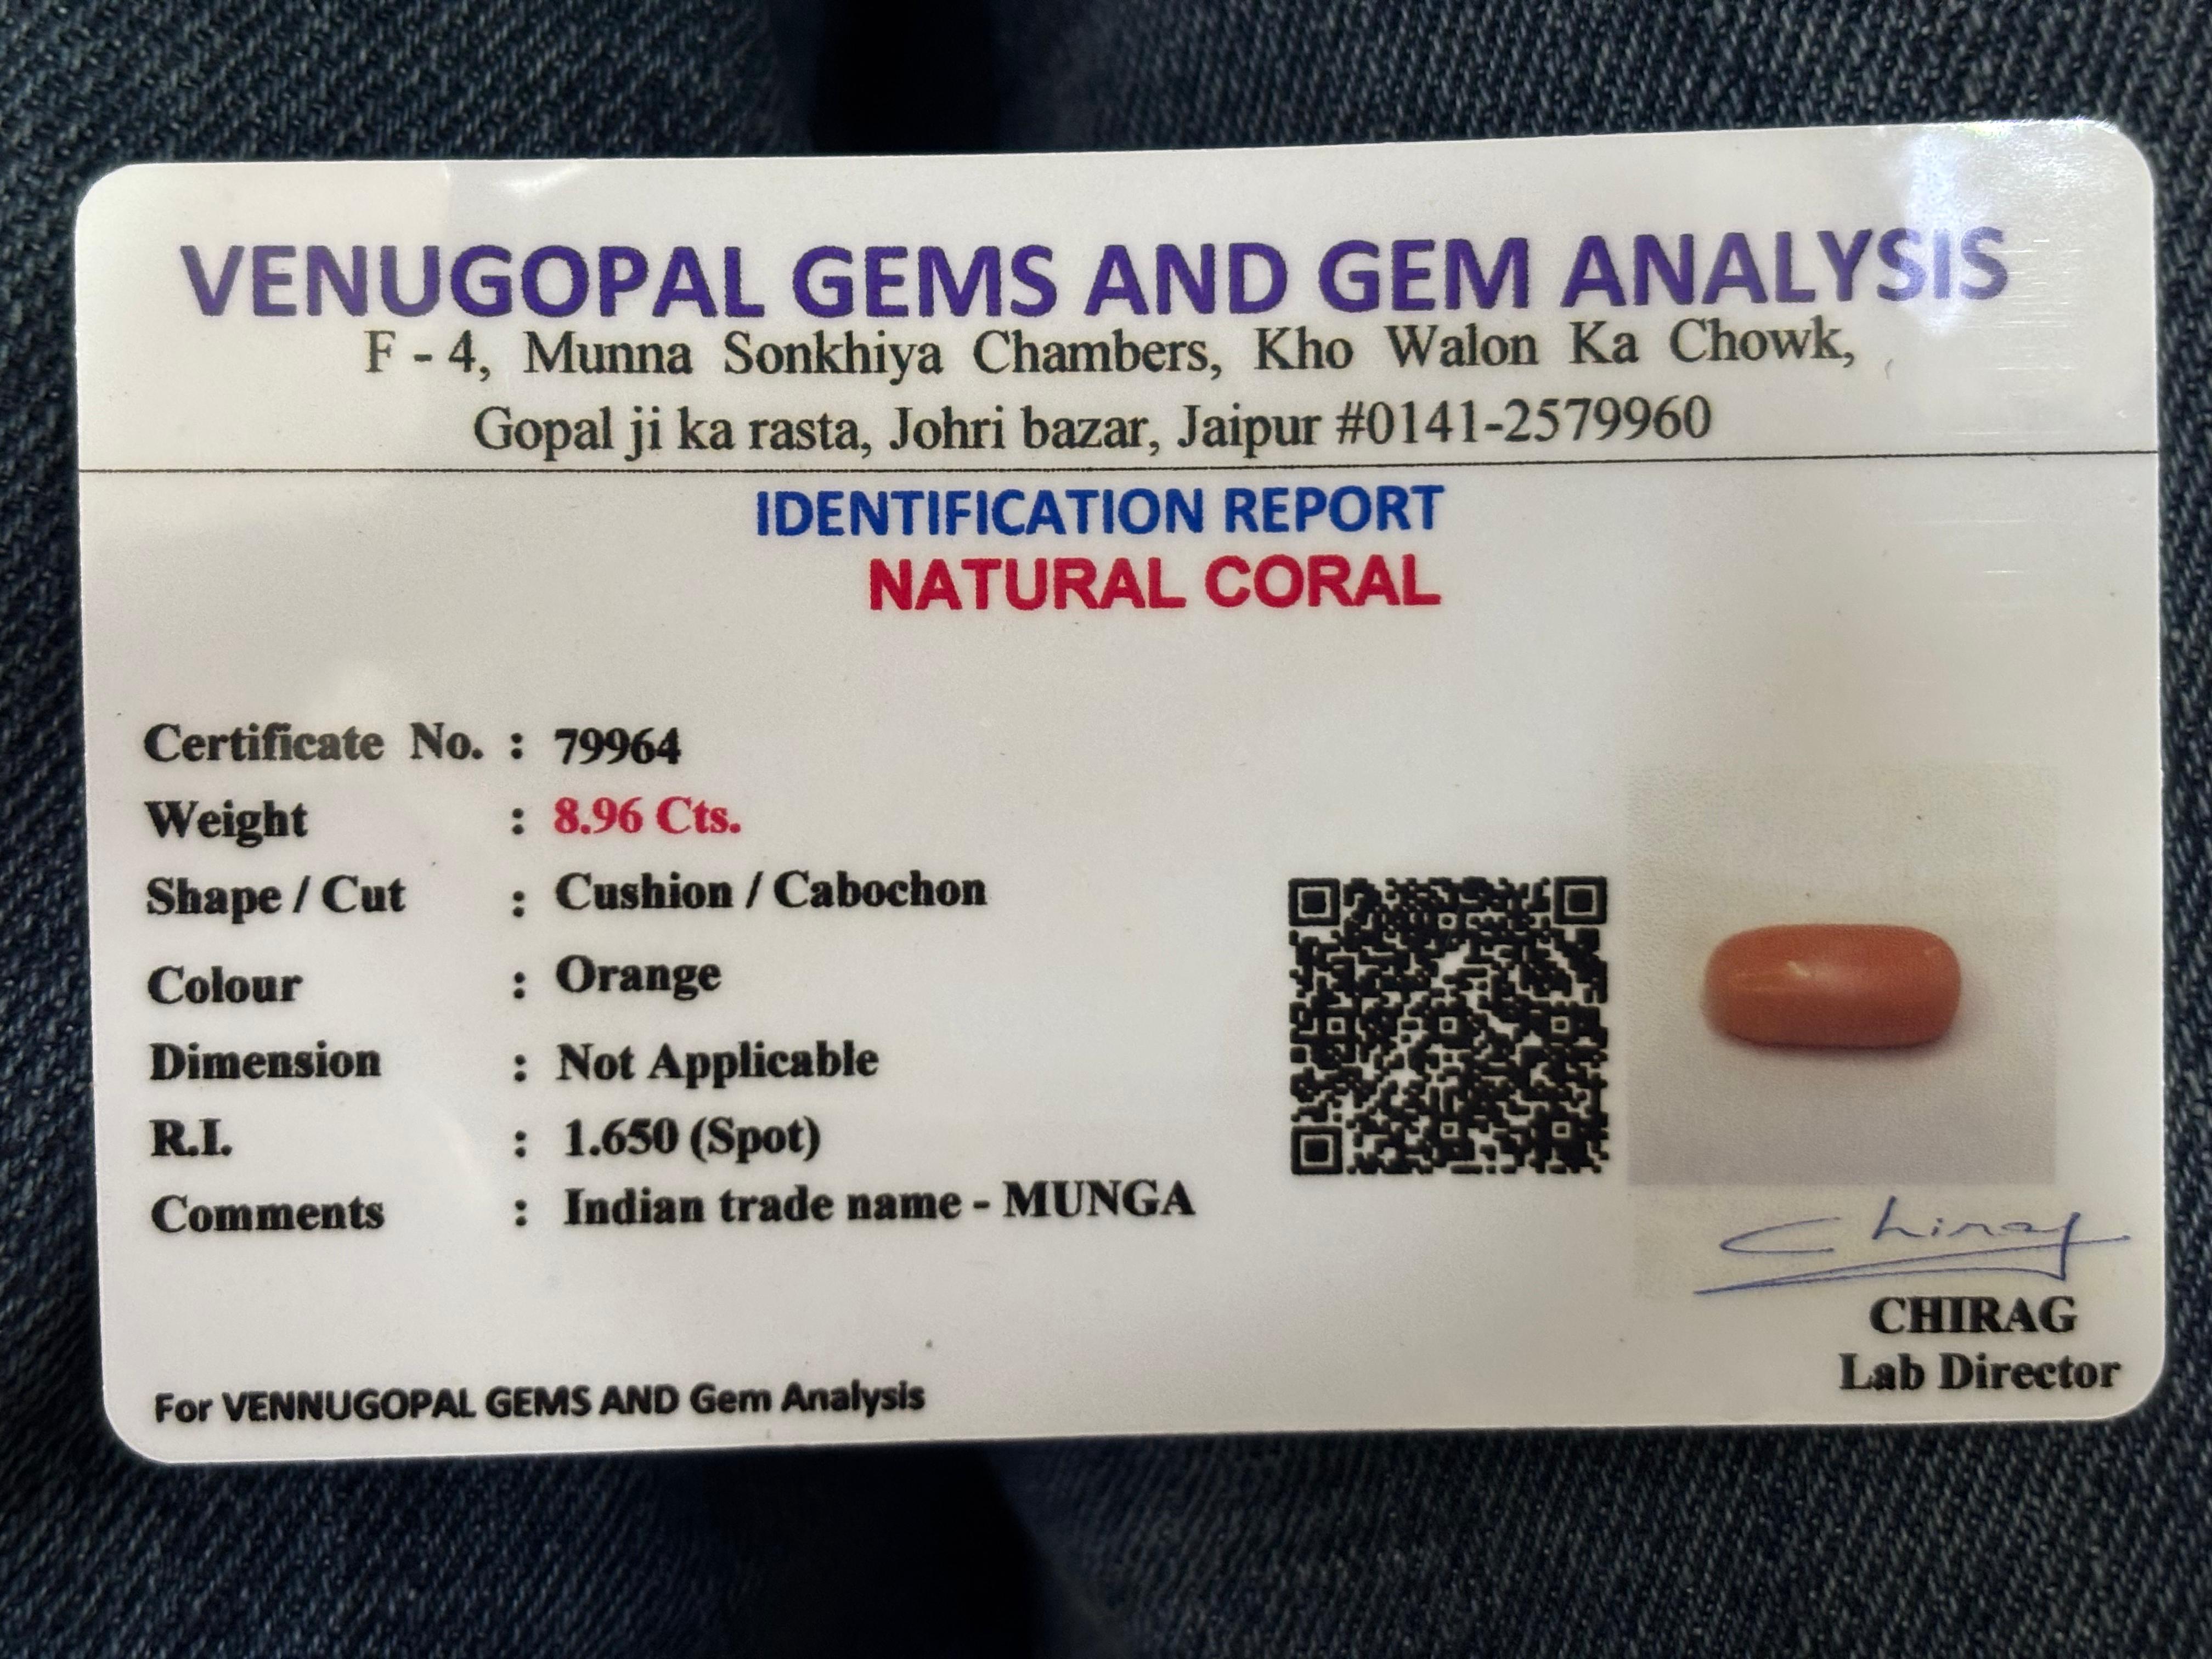 VENUGOPAL GEMS AND GEM ANALYSIS
F - 4, Munna Sonkhiya Chambers, Kho Walon Ka Chowk,
Gopal ji ka rasta, Johri bazar, Jaipur #0141-2579960
IDENTIFICATION REPORT
NATURAL CORAL
Certificate No. : 79964
Weight : 8.96 Cts.
Shape / Cut : Cushion / Cabochon
Colour : Orange
Dimension : Not Applicable
R.I. : 1.650 (Spot)
Comments : Indian trade name - MUNGA
Chirag
CHIRAG
Lab Director
For VENNUGOPAL GEMS AND Gem Analysis